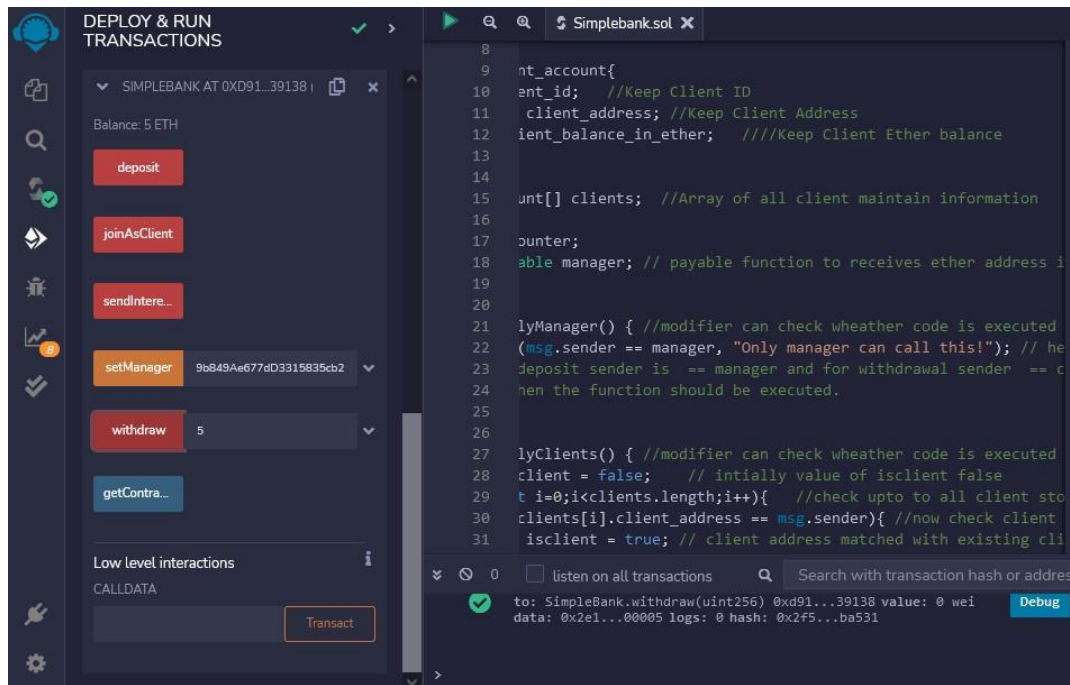 DEPLOY & RUN
TRANSACTIONS
SIMPLEBANK AT 0XD91...39138 (
Balance: 5 ETH
deposit
joinAsClient
sendIntere...
setManager 9b849Ae677dD3315835cb2
withdraw 5
getContra...
Low level interactions
i
CALLDATA
Transact
8
Simplebank.sol
8
9 nt_account{
10 ent_id; //Keep Client ID
11 client_address; //Keep Client Address
12 ient_balance_in_ether; ////Keep Client Ether balance
13
14
15 unt[] clients; //Array of all client maintain information
16
17 ounter;
18 able manager; // payable function to receives ether address i
19
20
21 lyManager() { //modifier can check wheather code is executed
22 (msg.sender == manager, "Only manager can call this!"); // he
23 deposit sender is == manager and for withdrawal sender == c
24 hen the function should be executed.
25
26
27 lyClients() { //modifier can check wheather code is executed
28 client = false; // intially value of isclient false
29 t i=0;i<clients.length;i++){ //check upto to all client sto
30 clients[i].client_address == msg.sender){ //now check client
31 isclient = true; // client address matched with existing cli
0 listen on all transactions Search with transaction hash or addres
to: SimpleBank.withdraw(uint256) 0xd91...39138 value: 0 wei Debug
data: 0x2e1...00005 logs: 0 hash: 0x2f5...ba531
>